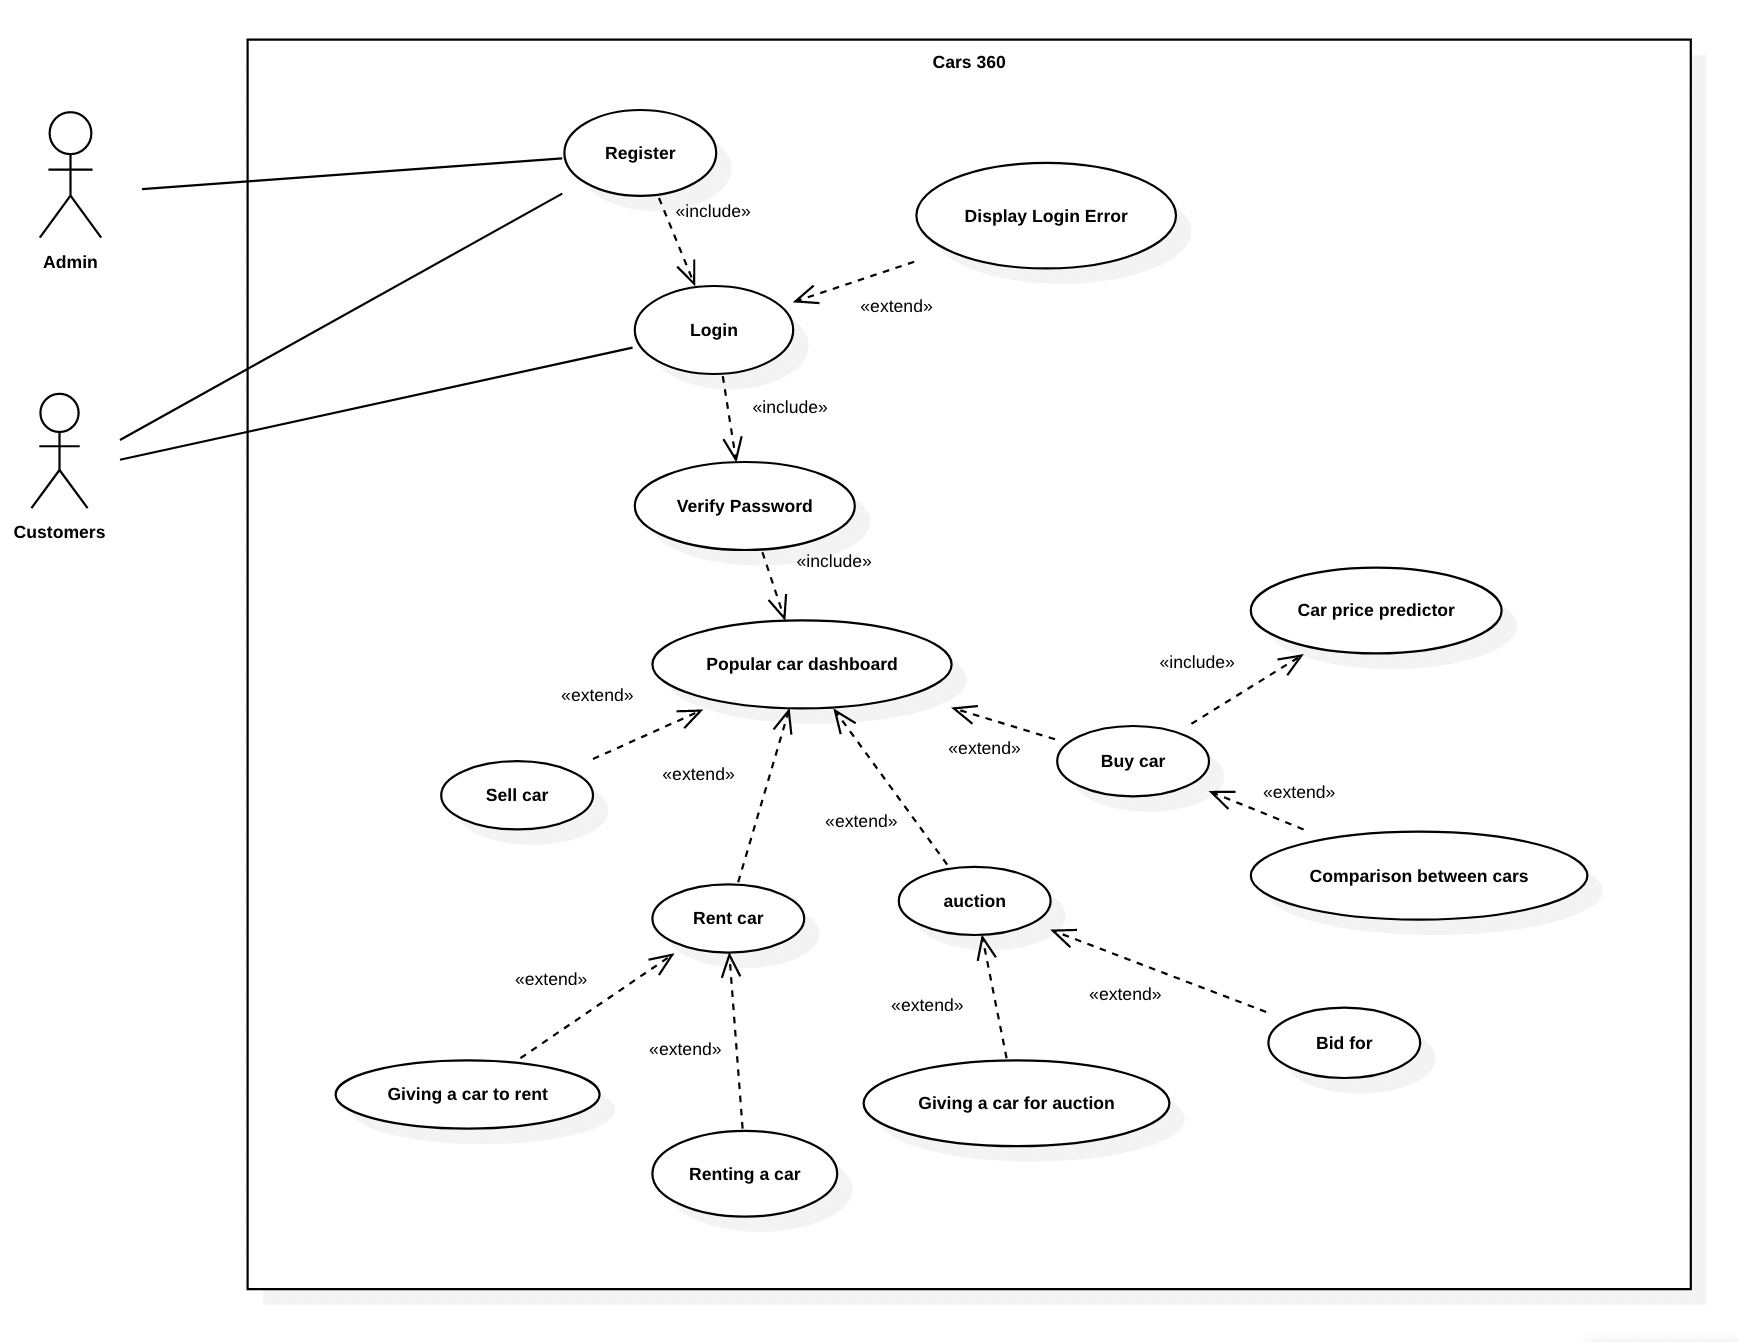 Cars 360
Register
Admin
«include»
Display Login Error
«extend»
Login
«include»
Customers
Verify Password
«include»
Car price predictor
«include»
Popular car dashboard
«extend»
«extend»
Buy car
«extend»
Sell car
«extend»
«extend»
Comparison between cars
auction
Rent car
«extend»
«extend»
«extend»
Bid for
«extend»
Giving a car to rent
Giving a car for auction
Renting a car